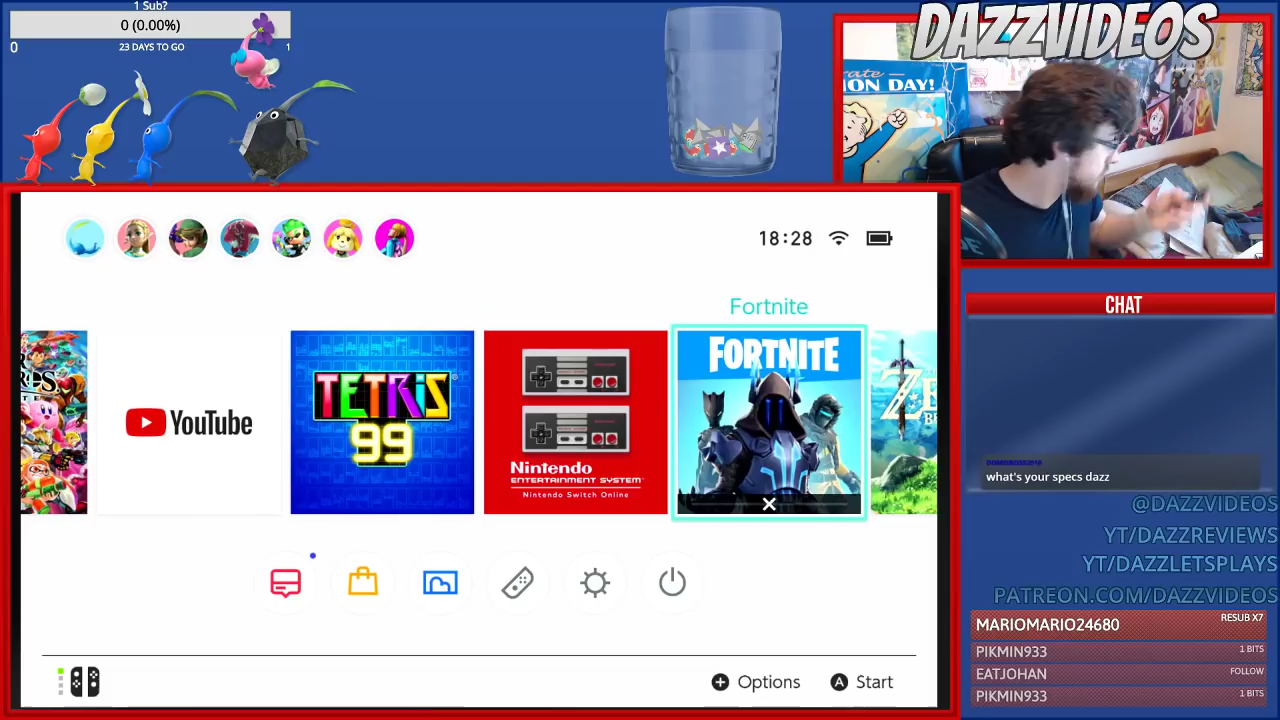 1 Sub?
0 (0.00%)
0
23 DAYS TO GO
1
DAZZVIDEOS
ION DAY!
18:28
Fortnite
YouTube
TETRIS
99
Nintendo
ENTERTAINMENT SYSTEM
Nintendo Switch Online
FORTNITE
Options
Start
CHAT
what's your specs dazz
@DAZZVIDEOS
YT/DAZZREVIEWS
YT/DAZZLETSPLAYS
PATREON.COM/DAZZVIDEOS
MARIOMARIO24680
RESUB X7
PIKMIN933
1 BITS
EATJOHAN
FOLLOW
PIKMIN933
1 BITS